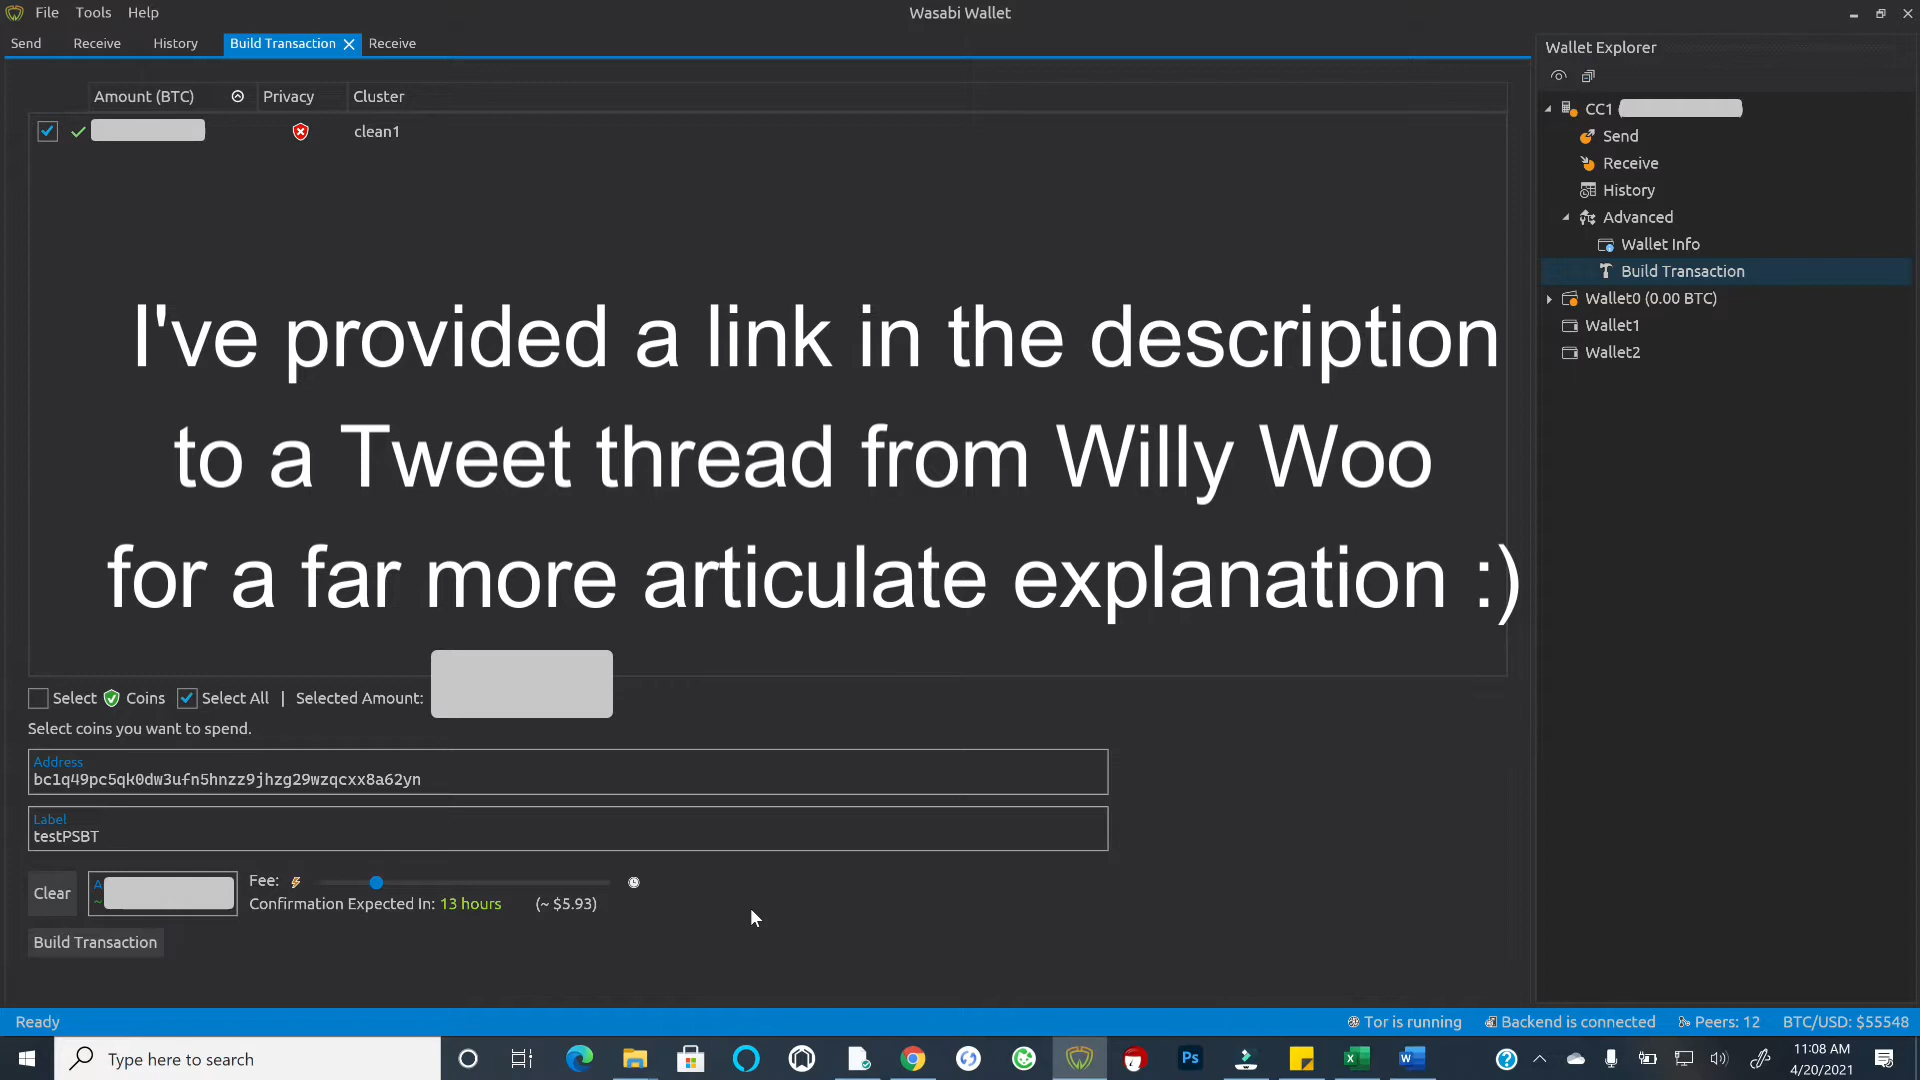 File Tools Help
Wasabi Wallet
Send Receive History Build Transaction Receive
Wallet Explorer
Amount (BTC) Privacy Cluster
clean1
CC1
Send
Receive
History
Advanced
Wallet Info
Build Transaction
Wallet0 (0.00 BTC)
Wallet1
Wallet2
I've provided a link in the description
to a Tweet thread from Willy Woo
for a far more articulate explanation :)
Select Coins Select All | Selected Amount:
Select coins you want to spend.
Address
bc1q49pc5qk0dw3ufn5hnzz9jhzg29wzqcxx8a62yn
Label
testPSBT
Clear
A
~
Fee:
Confirmation Expected In: 13 hours (~ $5.93)
Build Transaction
Ready
Tor is running Backend is connected Peers: 12 BTC/USD: $55548
Type here to search
Ps
11:08 AM
4/20/2021